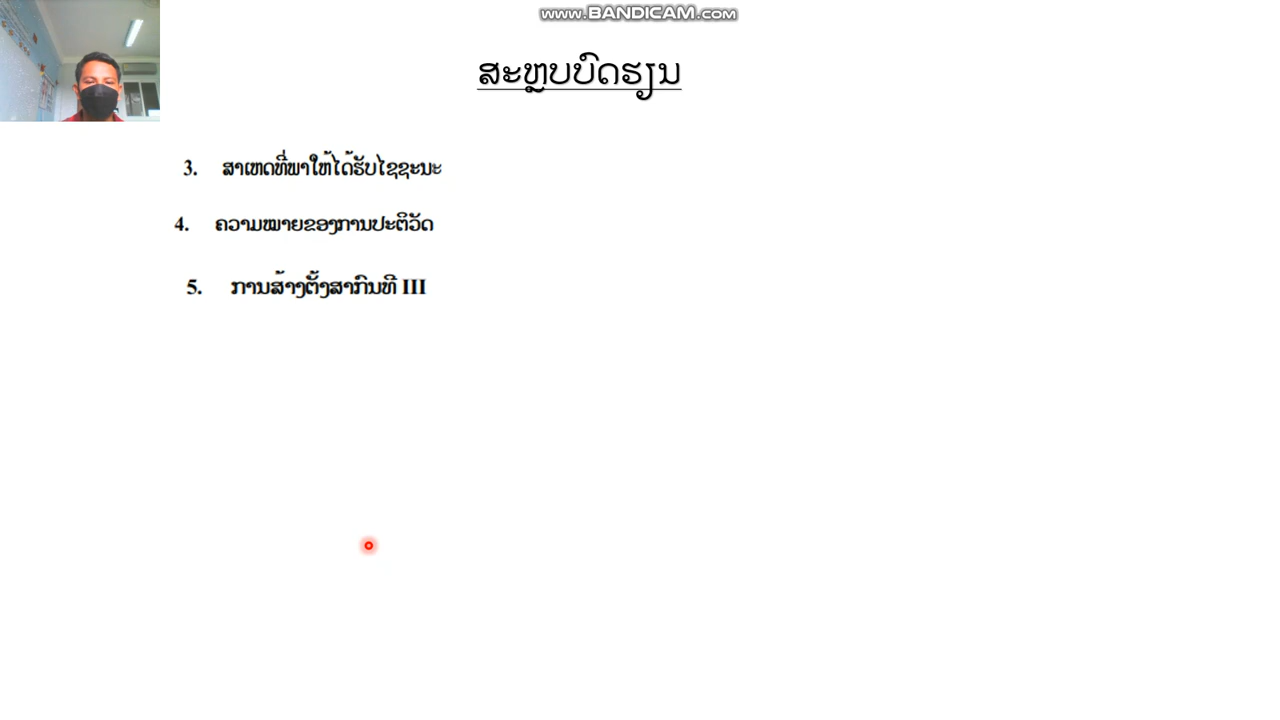 www.BANDICAM.com
ສະຫຼຸບບົດຮຽນ
3. ສາເຫດທີ່ພາໃຫ້ໄດ້ຮັບໄຊຊະນະ
4. ຄວາມໝາຍຂອງການປະຕິວັດ
5. ການສ້າງຕັ້ງສາກົນທີ III